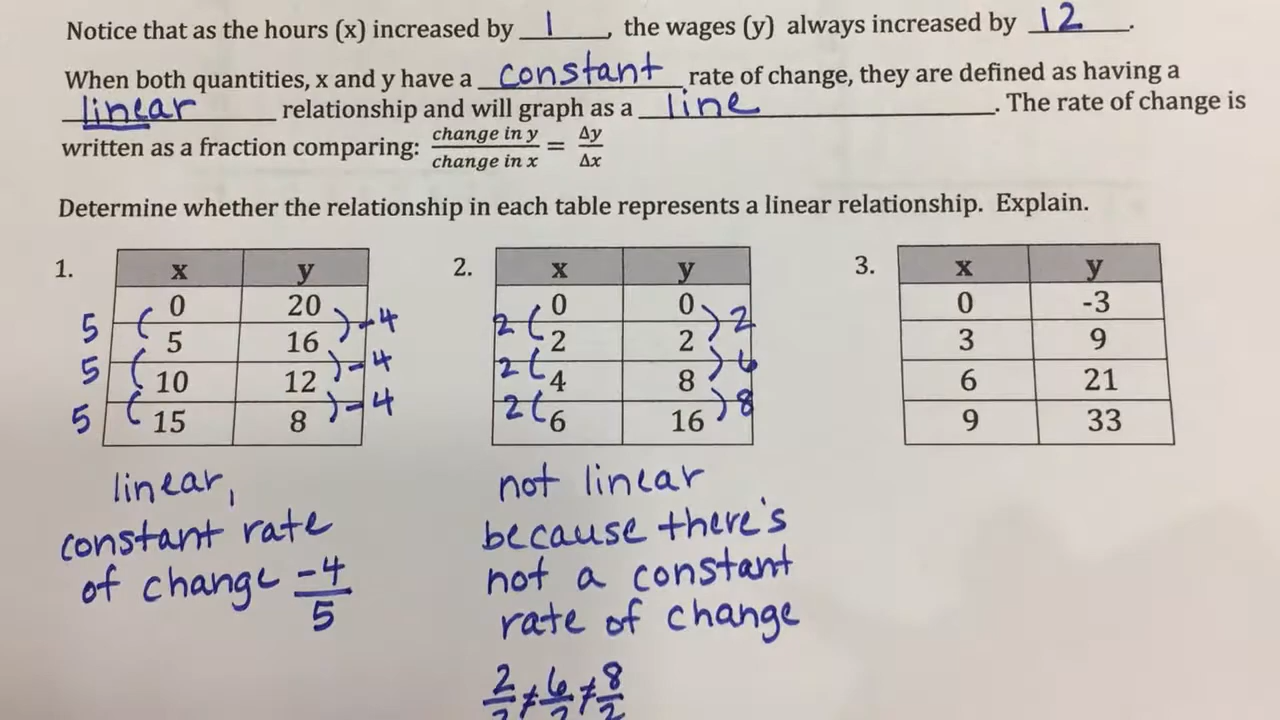 Notice that as the hours (x) increased by 1, the wages (y) always increased by 12.
When both quantities, x and y have a constant rate of change, they are defined as having a
linear relationship and will graph as a line. The rate of change is
written as a fraction comparing: change in y / change in x = Δy / Δx
Determine whether the relationship in each table represents a linear relationship. Explain.
1.
x y
0 20
5 16
10 12
15 8
5 -4
5 -4
5 -4
linear,
constant rate
of change -4/5
2.
x y
0 0
2 2
4 8
6 16
2 2
2 6
2 8
not linear
because there's
not a constant
rate of change
2/2 ≠ 6/2 ≠ 8/2
3.
x y
0 -3
3 9
6 21
9 33